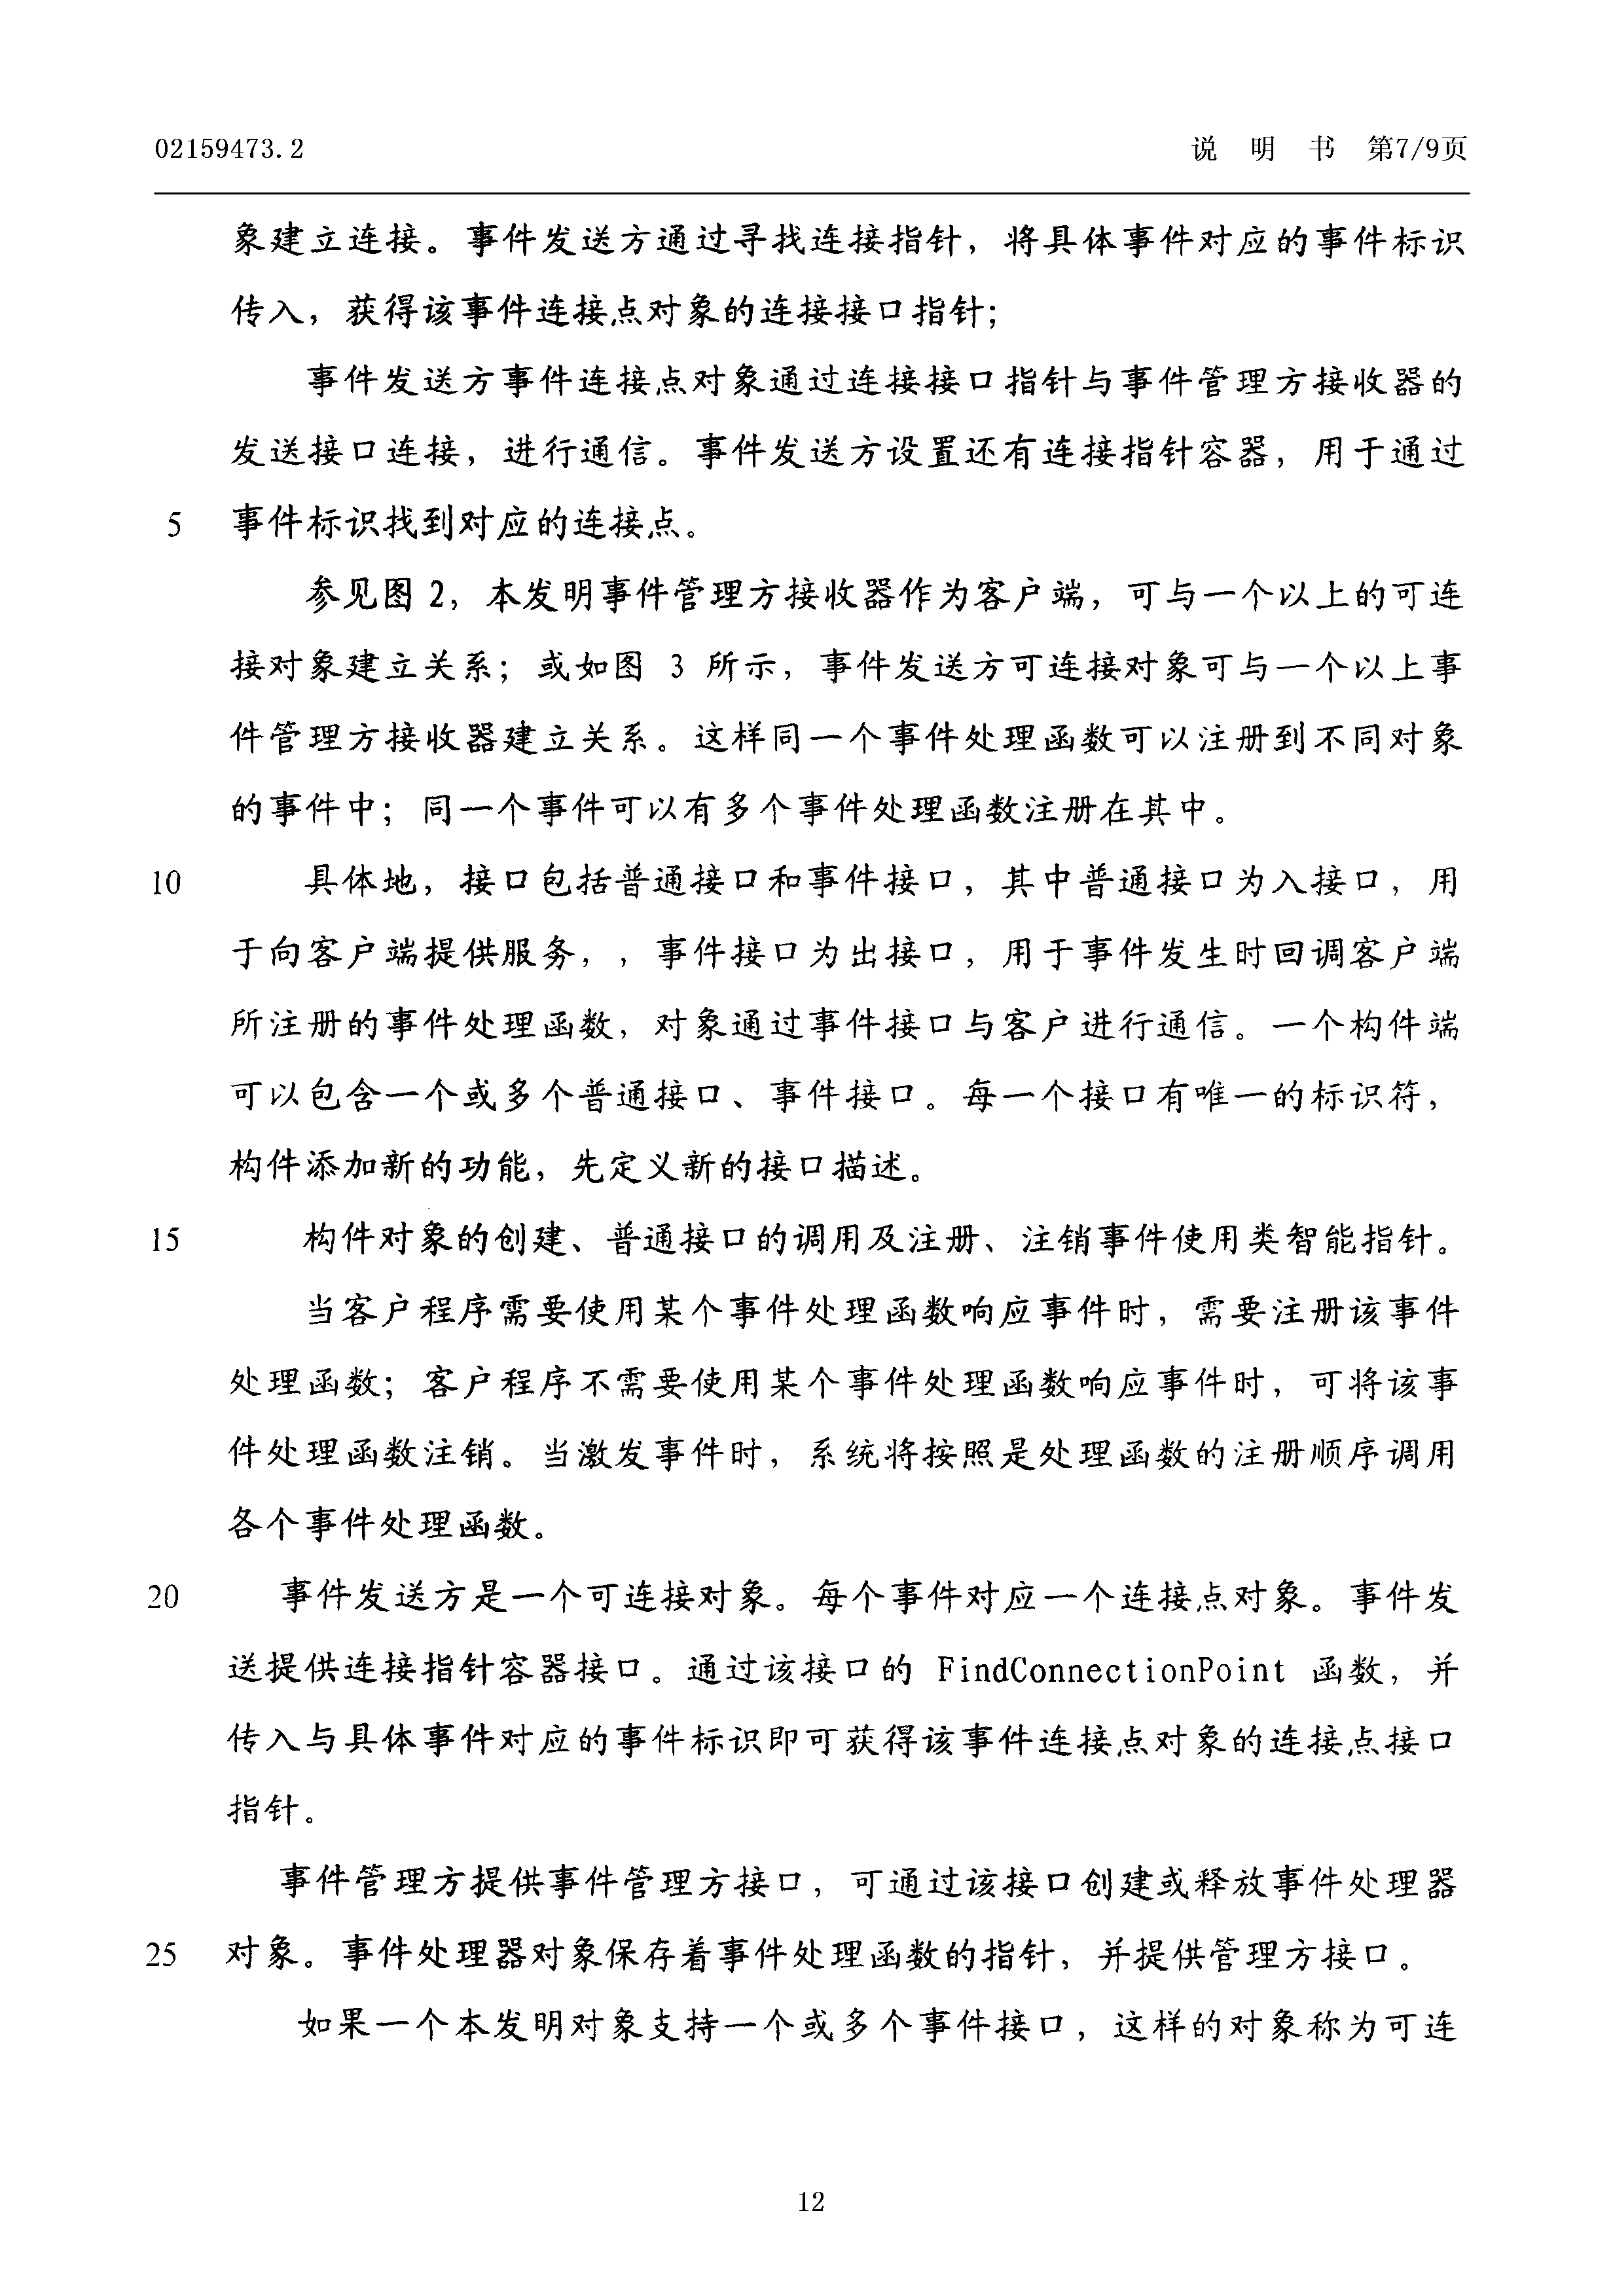 02159473.2 说 明 书 第7/9页
象建立连接。事件发送方通过寻找连接指针，将具体事件对应的事件标识
传入，获得该事件连接点对象的连接接口指针；
事件发送方事件连接点对象通过连接接口指针与事件管理方接收器的
发送接口连接，进行通信。事件发送方设置还有连接指针容器，用于通过
5 事件标识找到对应的连接点。
参见图 2，本发明事件管理方接收器作为客户端，可与一个以上的可连
接对象建立关系；或如图 3 所示，事件发送方可连接对象可与一个以上事
件管理方接收器建立关系。这样同一个事件处理函数可以注册到不同对象
的事件中；同一个事件可以有多个事件处理函数注册在其中。
10 具体地，接口包括普通接口和事件接口，其中普通接口为入接口，用
于向客户端提供服务，，事件接口为出接口，用于事件发生时回调客户端
所注册的事件处理函数，对象通过事件接口与客户进行通信。一个构件端
可以包含一个或多个普通接口、事件接口。每一个接口有唯一的标识符，
构件添加新的功能，先定义新的接口描述。
15 构件对象的创建、普通接口的调用及注册、注销事件使用类智能指针。
当客户程序需要使用某个事件处理函数响应事件时，需要注册该事件
处理函数；客户程序不需要使用某个事件处理函数响应事件时，可将该事
件处理函数注销。当激发事件时，系统将按照是处理函数的注册顺序调用
各个事件处理函数。
20 事件发送方是一个可连接对象。每个事件对应一个连接点对象。事件发
送提供连接指针容器接口。通过该接口的 FindConnectionPoint 函数，并
传入与具体事件对应的事件标识即可获得该事件连接点对象的连接点接口
指针。
事件管理方提供事件管理方接口，可通过该接口创建或释放事件处理器
25 对象。事件处理器对象保存着事件处理函数的指针，并提供管理方接口。
如果一个本发明对象支持一个或多个事件接口，这样的对象称为可连
12